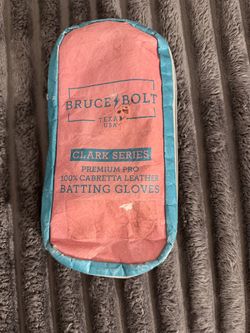 BRUCE BOLT
TEXAS
USA
CLARK SERIES
PREMIUM PRO
100% CABRETTA LEATHER
BATTING GLOVES